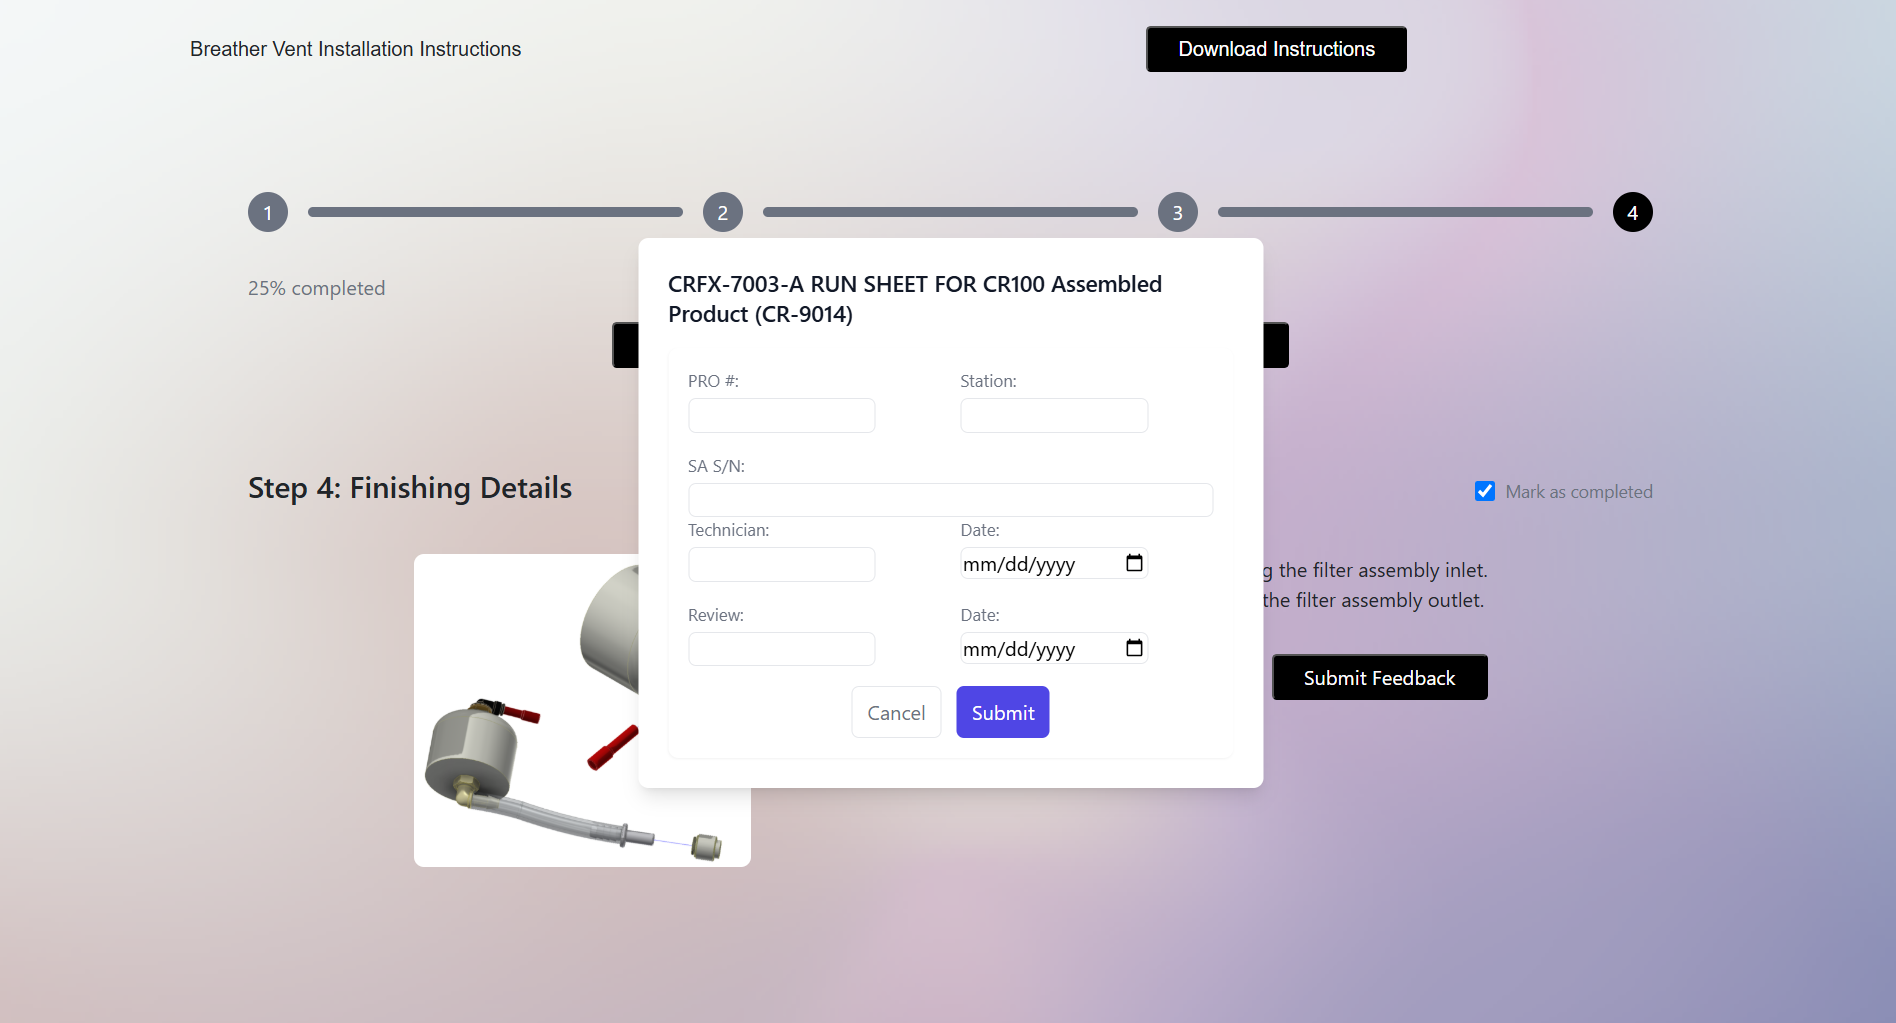 Breather Vent Installation Instructions
Download Instructions
1
2
3
4
25% completed
CRFX-7003-A RUN SHEET FOR CR100 Assembled
Product (CR-9014)
PRO #:
Station:
SA S/N:
Technician:
Date:
mm/dd/yyyy
Review:
Date:
mm/dd/yyyy
Cancel
Submit
Step 4: Finishing Details
Mark as completed
g the filter assembly inlet.
the filter assembly outlet.
Submit Feedback